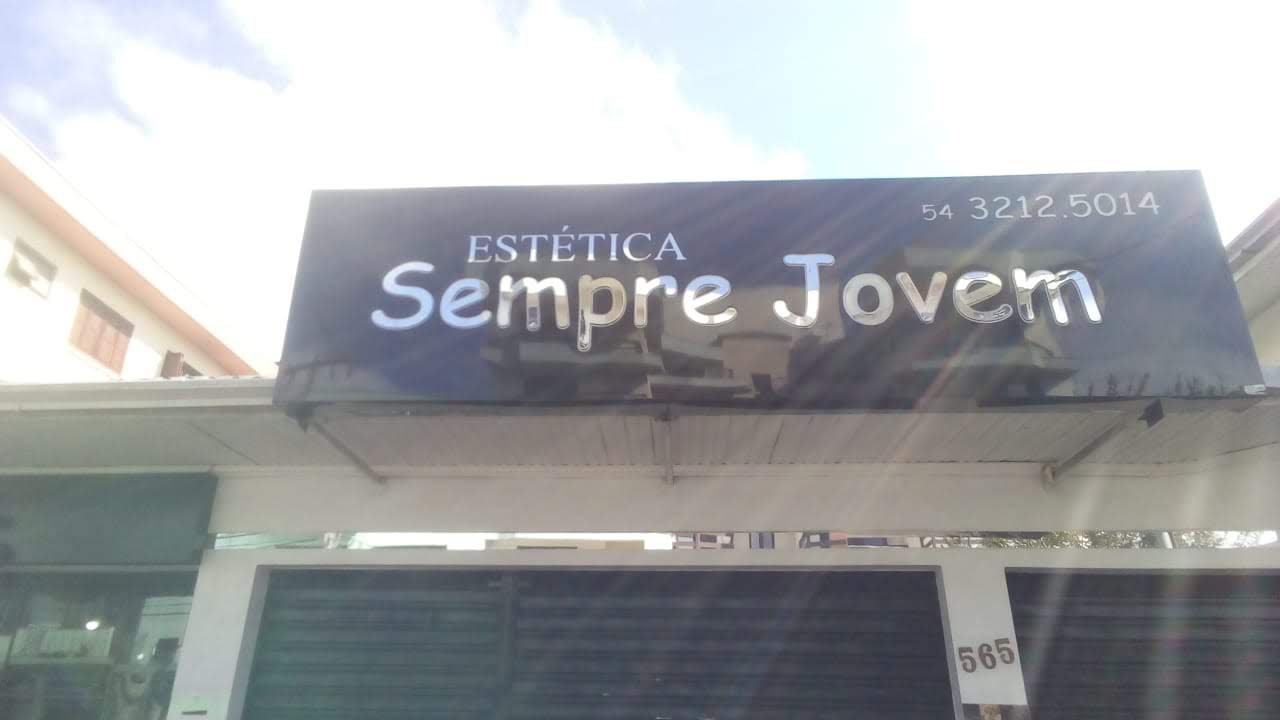 54 3212.5014
ESTÉTICA
Sempre Jovem
565